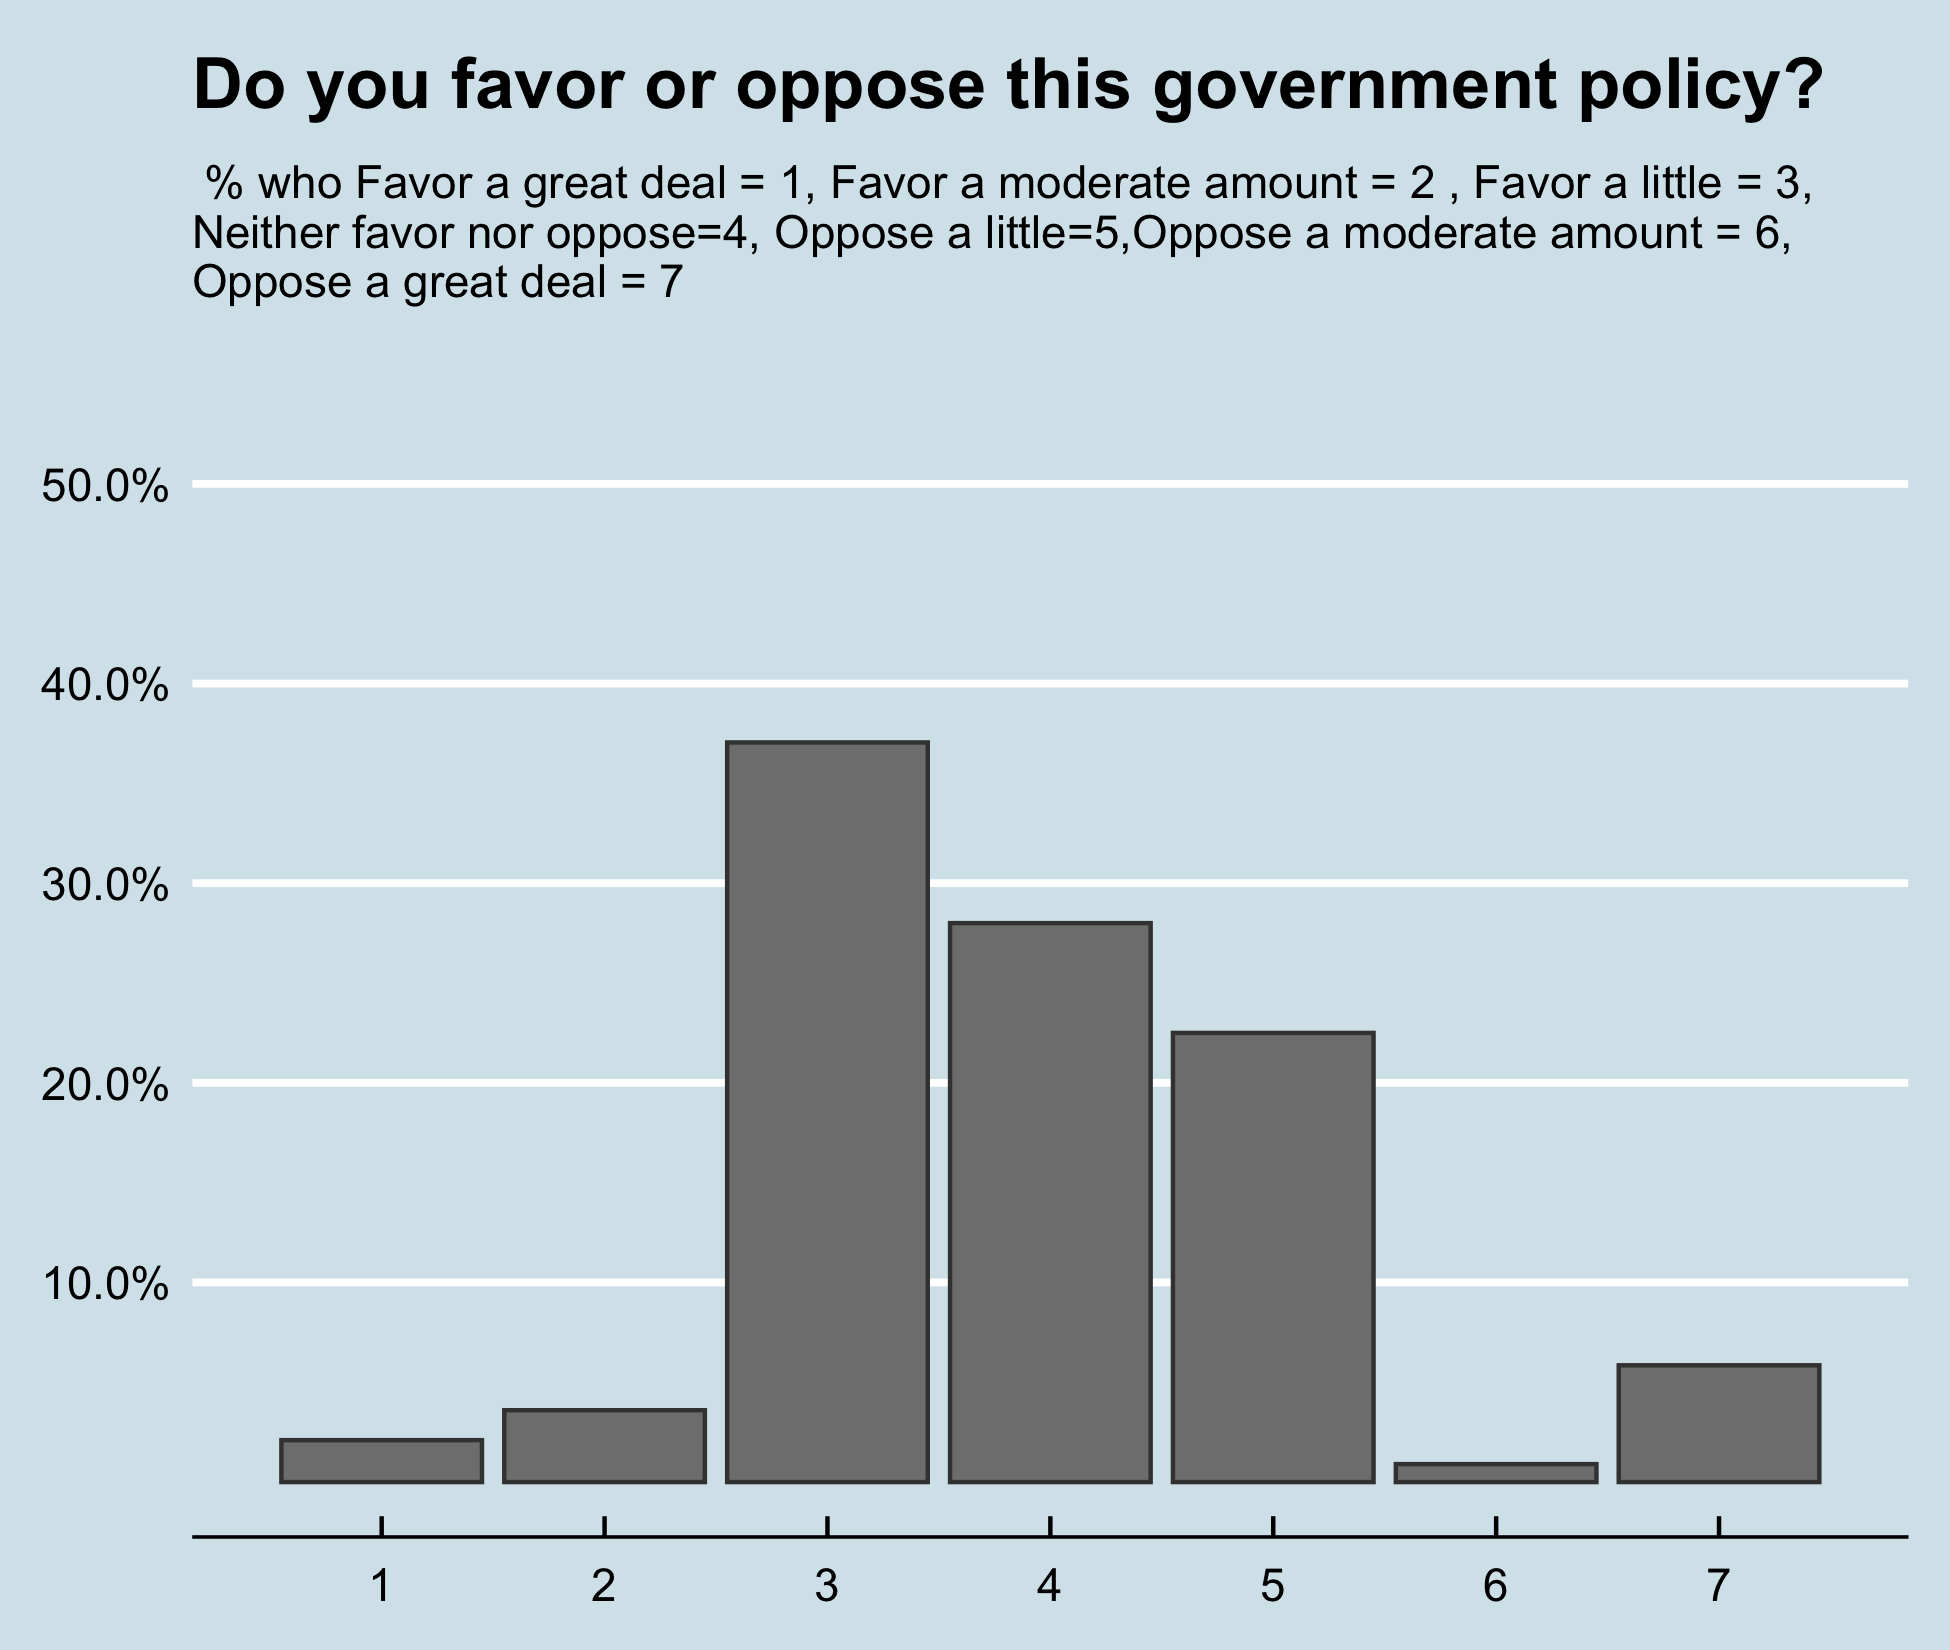 Do you favor or oppose this government policy?
% who Favor a great deal = 1, Favor a moderate amount = 2 , Favor a little = 3,
Neither favor nor oppose=4, Oppose a little=5,Oppose a moderate amount = 6,
Oppose a great deal = 7
50.0%
40.0%
30.0%
20.0%
10.0%
1 2 3 4 5 6 7